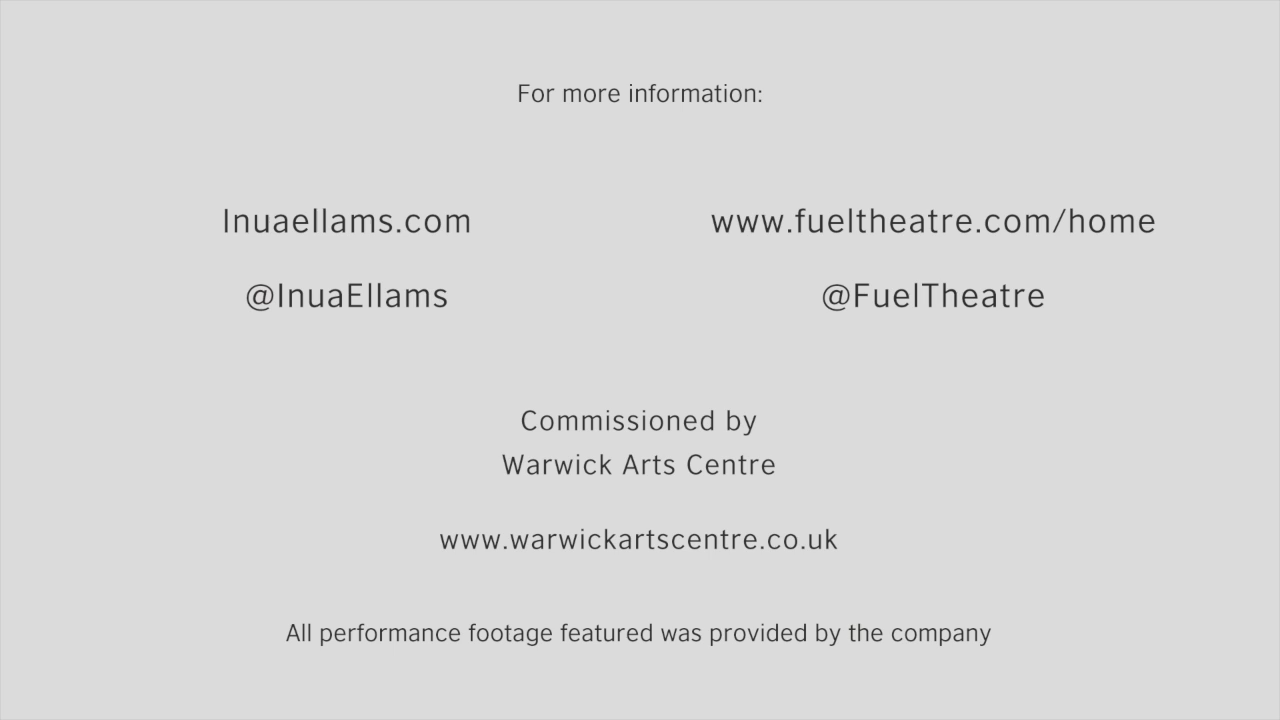 For more information:
Inuaellams.com
www.fueltheatre.com/home
@InuaEllams
@FuelTheatre
Commissioned by
Warwick Arts Centre
www.warwickartscentre.co.uk
All performance footage featured was provided by the company